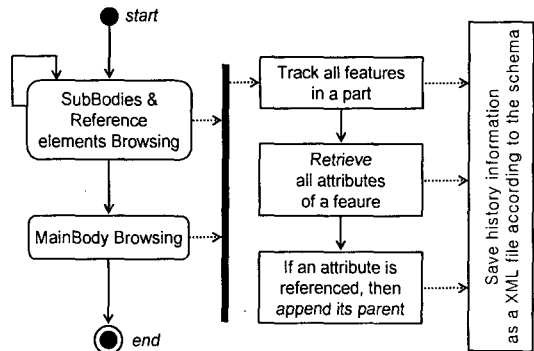 start
SubBodies &
Reference
elements Browsing
MainBody Browsing
end
Track all features
in a part
Retrieve
all attributes
of a feaure
If an attribute is
referenced, then
append its parent
Save history information
as a XML file according to the schema